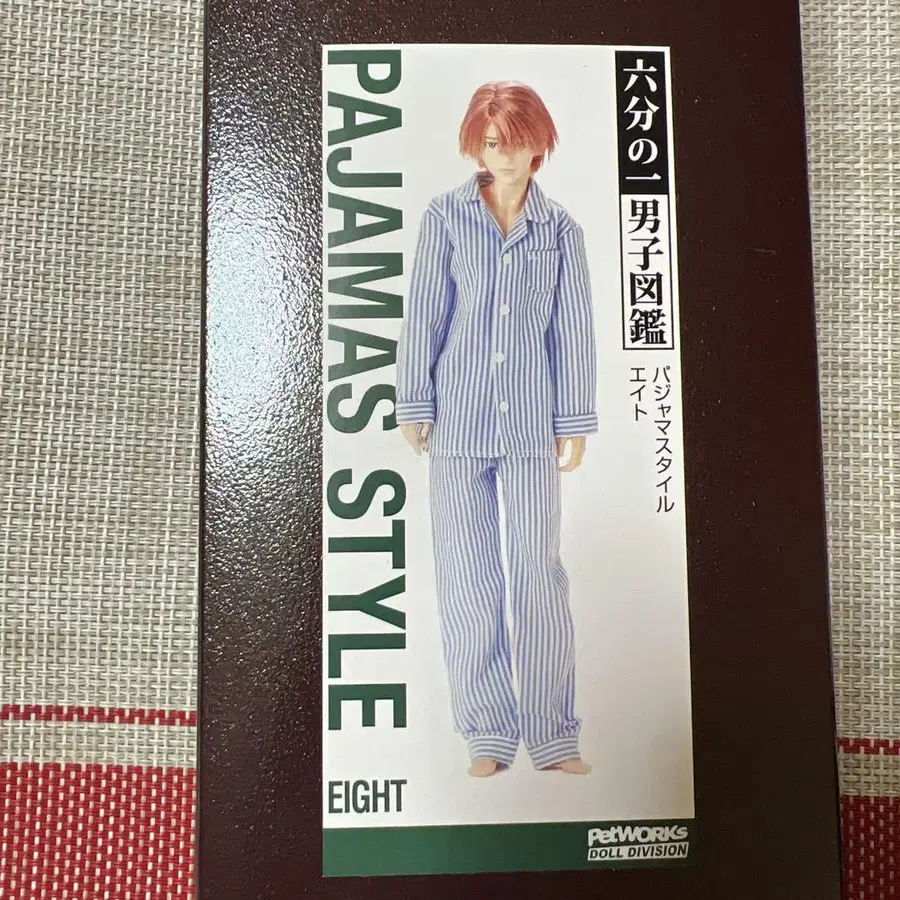 PAJAMAS STYLE
EIGHT
六分の一
男子図鑑
パジャマスタイル
エイト
PetWORKs
DOLL DIVISION